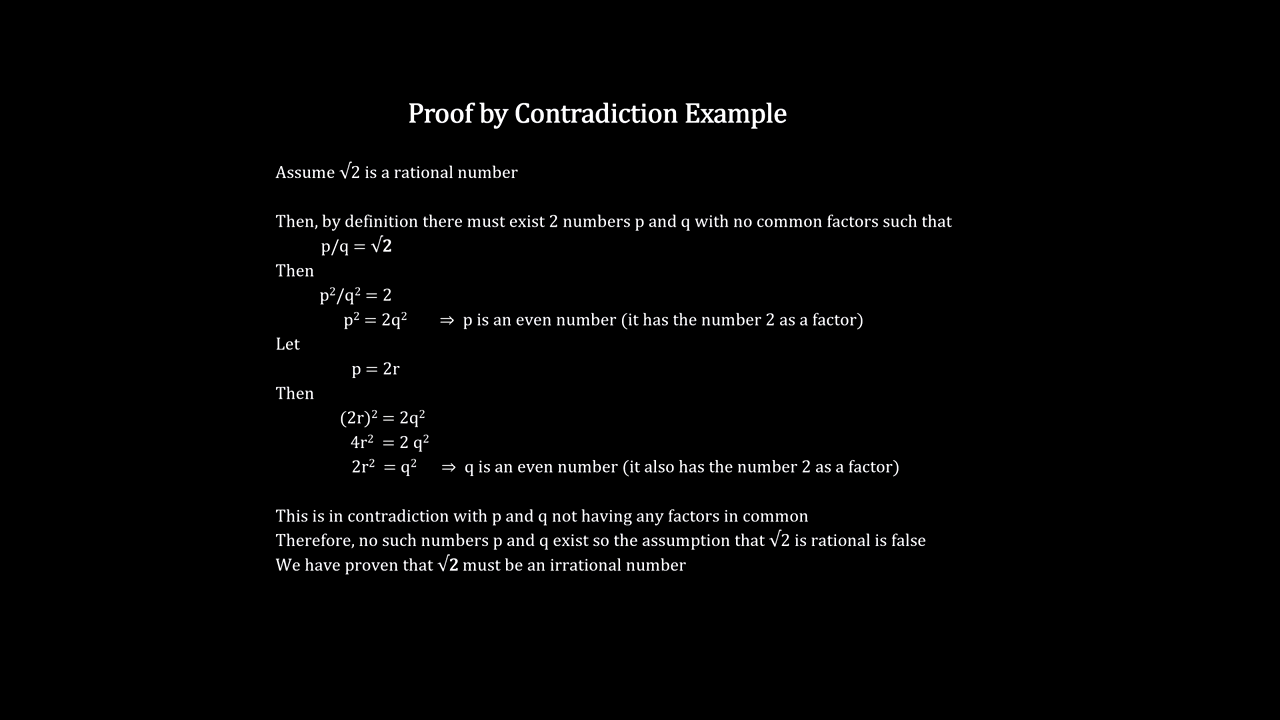 Proof by Contradiction Example
Assume √2 is a rational number
Then, by definition there must exist 2 numbers p and q with no common factors such that
p/q = √2
Then
p²/q² = 2
p² = 2q² ⇒ p is an even number (it has the number 2 as a factor)
Let
p = 2r
Then
(2r)² = 2q²
4r² = 2 q²
2r² = q² ⇒ q is an even number (it also has the number 2 as a factor)
This is in contradiction with p and q not having any factors in common
Therefore, no such numbers p and q exist so the assumption that √2 is rational is false
We have proven that √2 must be an irrational number